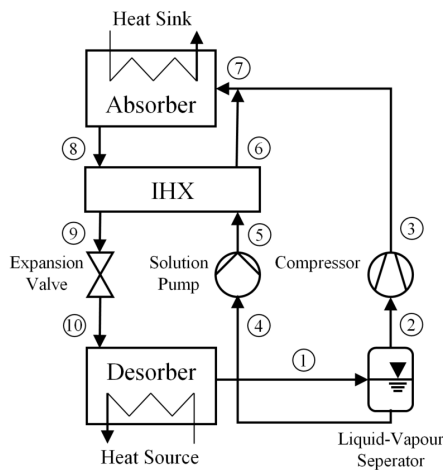 Heat Sink
7
Absorber
8
6
IHX
9
5
3
Expansion
Valve
Solution
Pump
Compressor
10
4
2
Desorber
1
Heat Source
Liquid-Vapour
Seperator